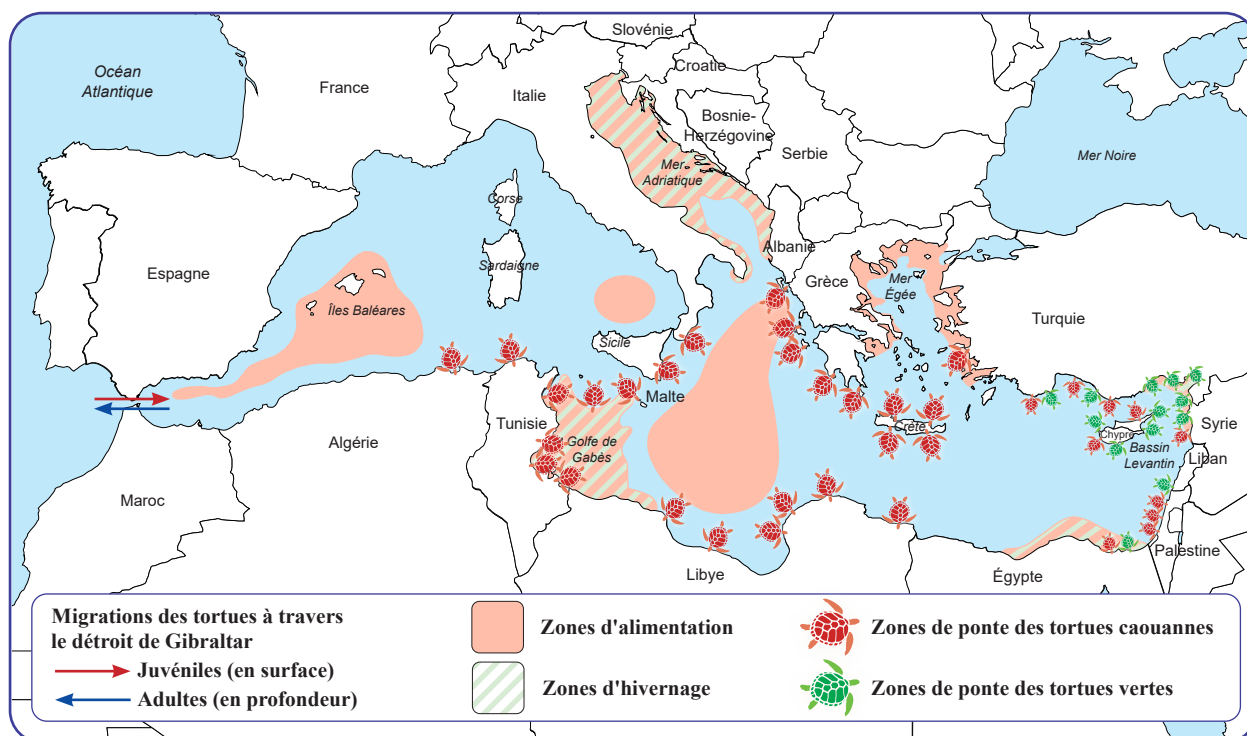 Océan
Atlantique
France
Slovénie
Croatie
Italie
Bosnie-
Herzégovine
Serbie
Mer
Adriatique
Mer Noire
Corse
Sardaigne
Albanie
Grèce
Mer
Égée
Turquie
Espagne
Îles Baléares
Sicile
Malte
Crète
Chypre
Bassin
Levantin
Syrie
Liban
Tunisie
Golfe de
Gabès
Algérie
Maroc
Libye
Égypte
Palestine
Migrations des tortues à travers
le détroit de Gibraltar
Juvéniles (en surface)
Adultes (en profondeur)
Zones d'alimentation
Zones d'hivernage
Zones de ponte des tortues caouannes
Zones de ponte des tortues vertes